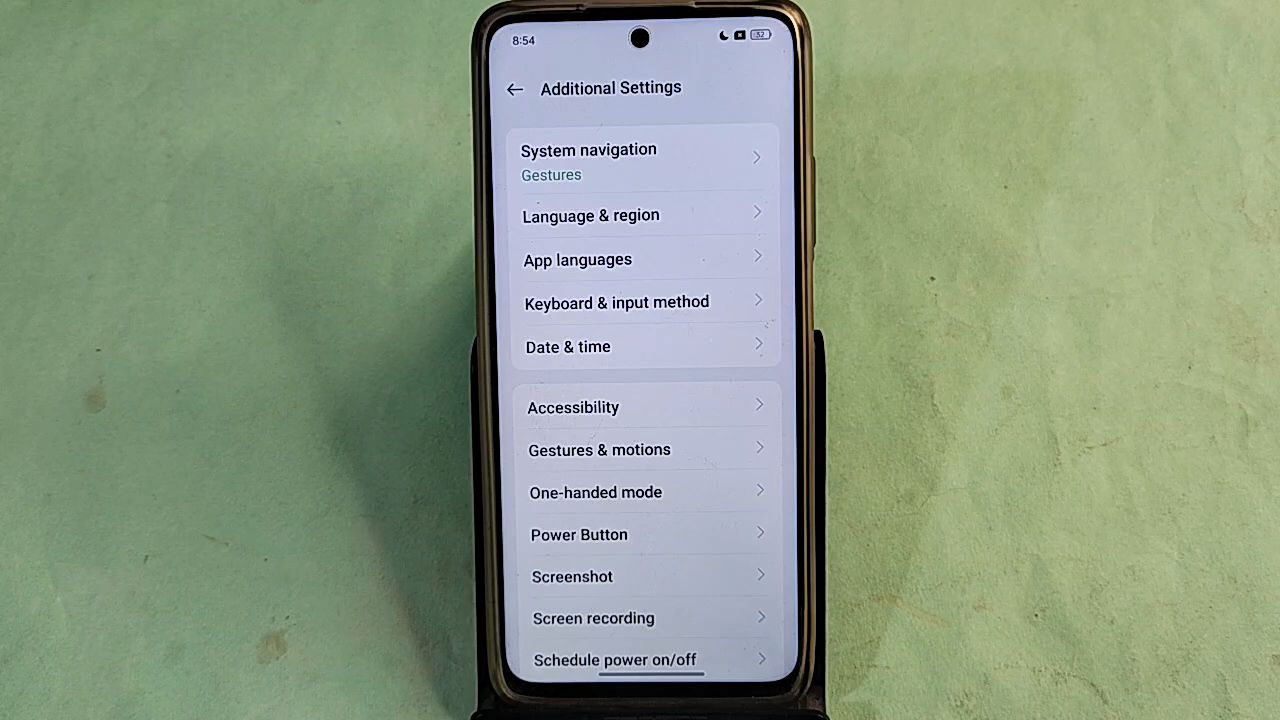 8:54
32
Additional Settings
System navigation
Gestures
Language & region
App languages
Keyboard & input method
Date & time
Accessibility
Gestures & motions
One-handed mode
Power Button
Screenshot
Screen recording
Schedule power on/off